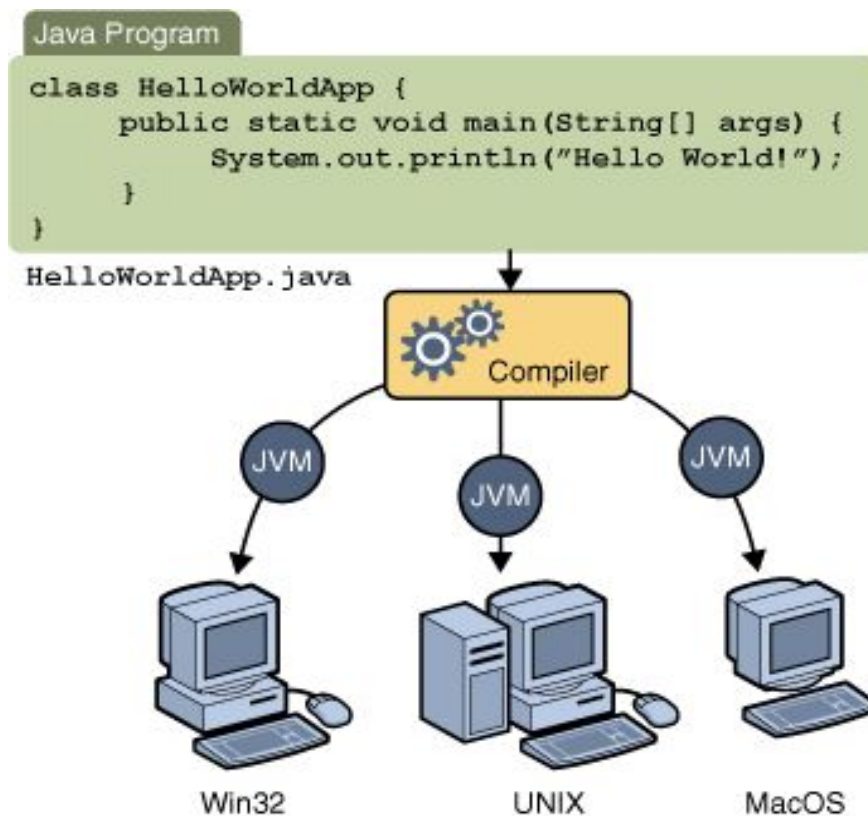 Java Program
class HelloWorldApp {
public static void main(String[] args) {
System.out.println(”Hello World!”);
}
}
HelloWorldApp.java
Compiler
JVM
JVM
JVM
Win32
UNIX
MacOS